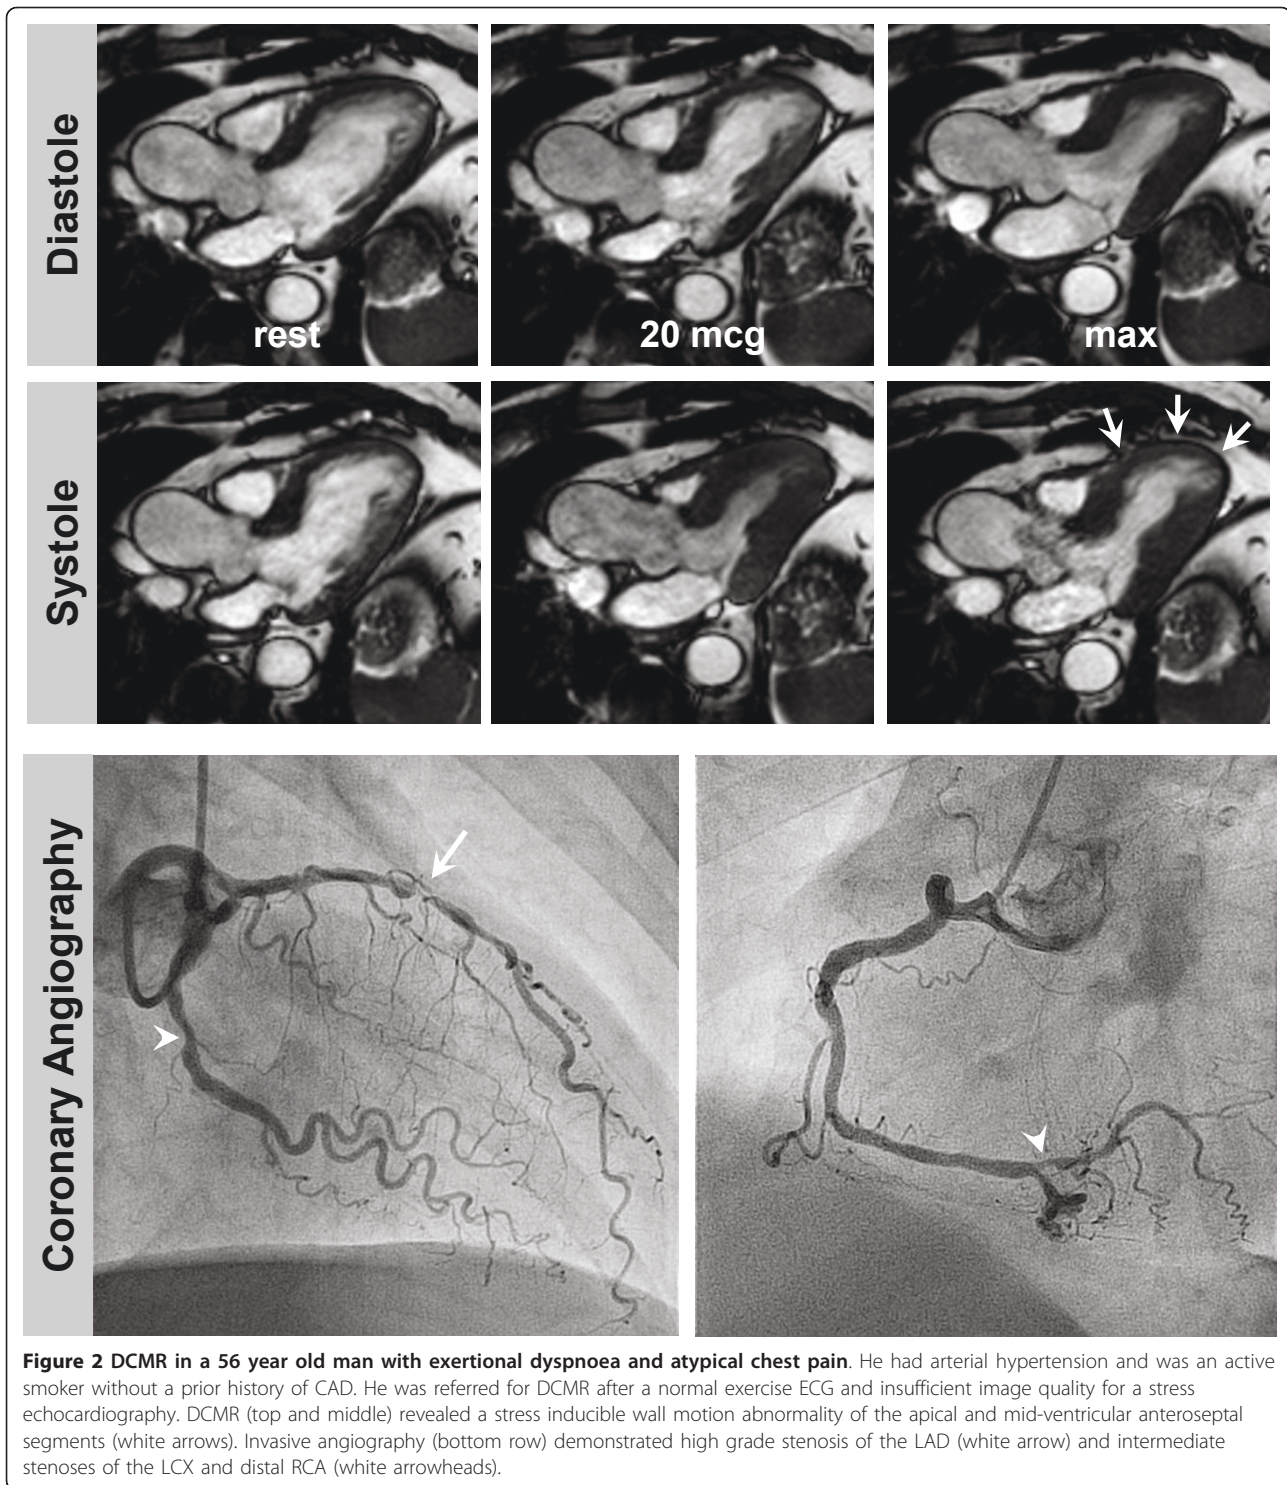 Diastole
rest
20 mcg
max
Systole
Coronary Angiography
Figure 2 DCMR in a 56 year old man with exertional dyspnoea and atypical chest pain. He had arterial hypertension and was an active
smoker without a prior history of CAD. He was referred for DCMR after a normal exercise ECG and insufficient image quality for a stress
echocardiography. DCMR (top and middle) revealed a stress inducible wall motion abnormality of the apical and mid-ventricular anteroseptal
segments (white arrows). Invasive angiography (bottom row) demonstrated high grade stenosis of the LAD (white arrow) and intermediate
stenoses of the LCX and distal RCA (white arrowheads).